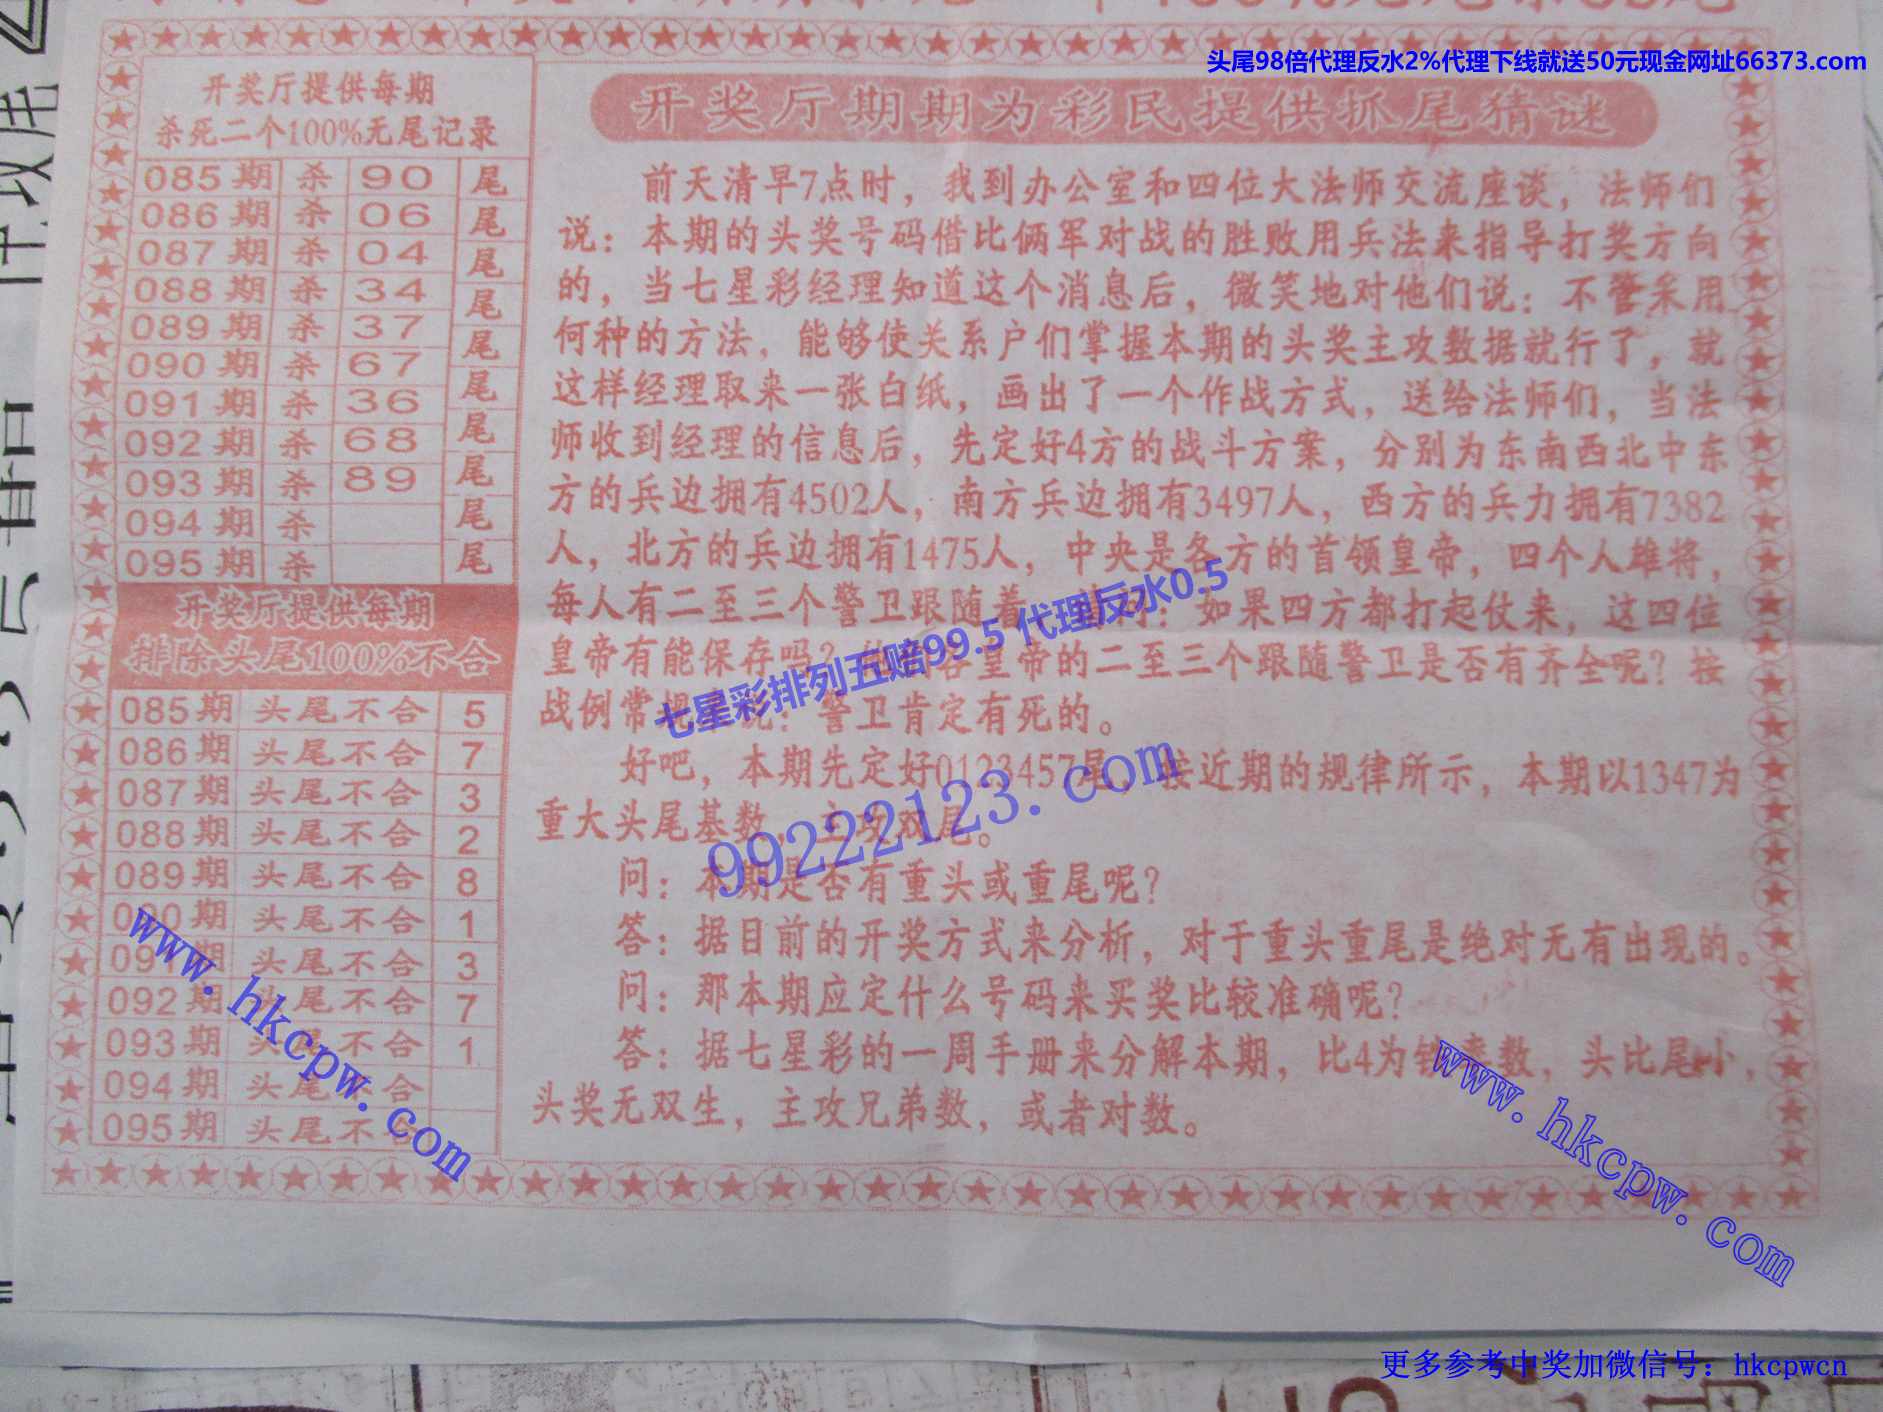 头尾98倍代理反水2%代理下线就送50元现金网址66373.com
开奖厅提供每期
杀死二个100%无尾记录
085期 杀 90 尾
086期 杀 06 尾
087期 杀 04 尾
088期 杀 34 尾
089期 杀 37 尾
090期 杀 67 尾
091期 杀 36 尾
092期 杀 68 尾
093期 杀 89 尾
094期 杀 尾
095期 杀 尾
开奖厅提供每期
排除头尾100%不合
085期 头尾不合 5
086期 头尾不合 7
087期 头尾不合 3
088期 头尾不合 2
089期 头尾不合 8
090期 头尾不合 1
09 期 头尾不合 3
092期 头尾不合 7
093期 头尾不合 1
094期 头尾不合
095期 头尾不
开奖厅期期为彩民提供抓尾猜谜
前天清早7点时，我到办公室和四位大法师交流座谈，法师们
说：本期的头奖号码借比俩军对战的胜败用兵法来指导打奖方向
的，当七星彩经理知道这个消息后，微笑地对他们说：不管采用
何种的方法，能够使关系户们掌握本期的头奖主攻数据就行了，就
这样经理取来一张白纸，画出了一个作战方式，送给法师们，当法
师收到经理的信息后，先定好4方的战斗方案，分别为东南西北中东
方的兵边拥有4502人，南方兵边拥有3497人，西方的兵力拥有7382
人，北方的兵边拥有1475人，中央是各方的首领皇帝，四个人雄将，
每人有二至三个警卫跟随着 ：如果四方都打起仗来，这四位
皇帝有能保存吗？ 各皇帝的二至三个跟随警卫是否有齐全呢？按
战例常规 说：警卫肯定有死的。
好吧，本期先定好0123457星，按近期的规律所示，本期以1347为
重大头尾基数，主攻双尾。
问：本期是否有重头或重尾呢？
答：据目前的开奖方式来分析，对于重头重尾是绝对无有出现的。
问：那本期应定什么号码来买奖比较准确呢？
答：据七星彩的一周手册来分解本期，比4为 数，头比尾小，
头奖无双生，主攻兄弟数，或者对数。
七星彩排列五赔99.5 代理反水0.5
99222123.com
www.hkcpw.com
www.hkcpw.com
更多参考中奖加微信号：hkcpwcn